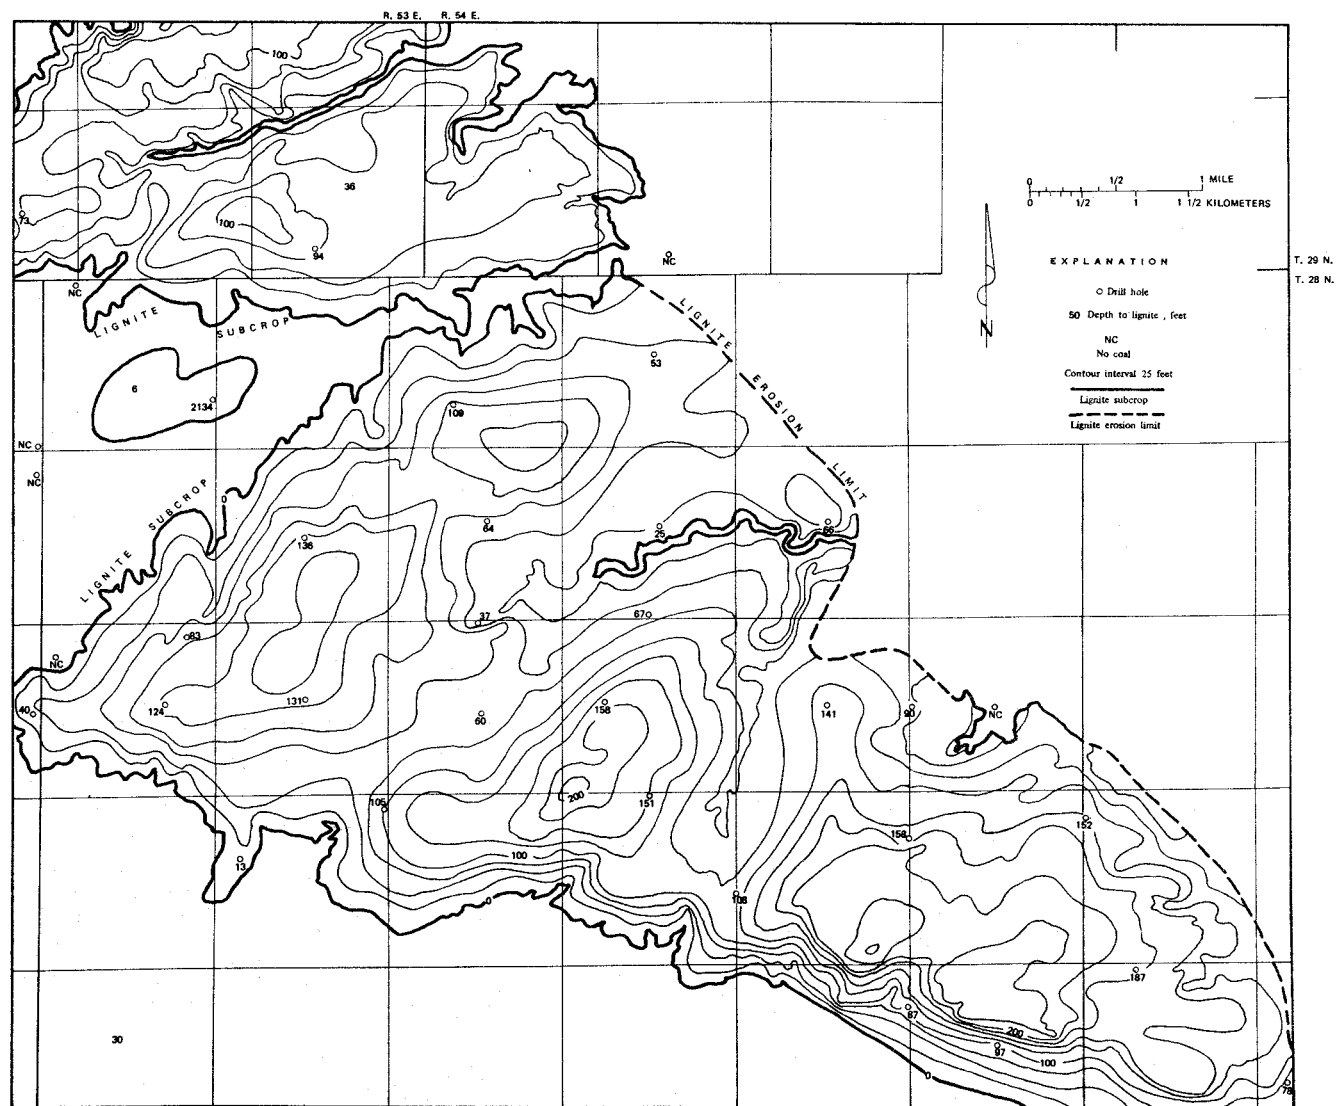 R. 53 E. R. 54 E.
100
36
73
100
94
NC
NC
0 1/2 1 MILE
0 1/2 1 1 1/2 KILOMETERS
EXPLANATION
Drill hole
50 Depth to lignite , feet
NC
No coal
Contour interval 25 feet
Lignite subcrop
Lignite erosion limit
N
T. 29 N.
T. 28 N.
LIGNITE SUBCROP
LIGNITE EROSION LIMIT
6
2134
53
109
NC
NC
0
LIGNITE SUBCROP
136
64
25
66
37
67
83
NC
40
124
131
60
158
141
90
NC
200
105
151
158
152
100
13
0
108
187
87
200
97
100
30
0
78